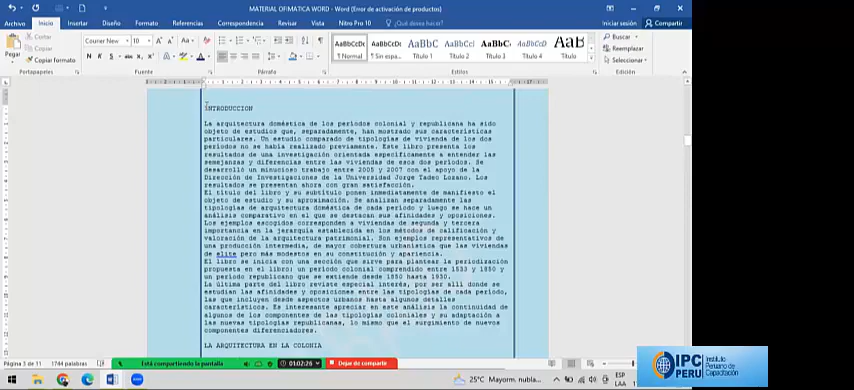 MATERIAL OFIMATICA WORD - Word (Error de activación de productos)
Archivo Inicio Insertar Diseño Formato Referencias Correspondencia Revisar Vista Nitro Pro 10 ¿Qué desea hacer? Iniciar sesión Compartir
Pegar Cortar Copiar Copiar formato
Courier New 10
AaBbCcDc AaBbCcDc AaBbC AaBbCcI AaBbC AaBbCcD AaB
¶ Normal ¶ Sin espa... Título 1 Título 2 Título 3 Título 4 Título
Buscar
Reemplazar
Seleccionar
Portapapeles Fuente Párrafo Estilos Edición
INTRODUCCION
La arquitectura doméstica de los periodos colonial y republicana ha sido
objeto de estudios que, separadamente, han mostrado sus características
particulares. Un estudio comparado de tipologías de vivienda de los dos
periodos no se había realizado previamente. Este libro presenta los
resultados de una investigación orientada específicamente a entender las
semejanzas y diferencias entre las viviendas de esos dos periodos. Se
desarrolló un minucioso trabajo entre 2005 y 2007 con el apoyo de la
Dirección de Investigaciones de la Universidad Jorge Tadeo Lozano. Los
resultados se presentan ahora con gran satisfacción.
El título del libro y su subtítulo ponen inmediatamente de manifiesto el
objeto de estudio y su aproximación. Se analizan separadamente las
tipologías de arquitectura doméstica de cada periodo y luego se hace un
análisis comparativo en el que se destacan sus afinidades y oposiciones.
Los ejemplos escogidos corresponden a viviendas de segunda y tercera
importancia en la jerarquía establecida en los métodos de calificación y
valoración de la arquitectura patrimonial. Son ejemplos representativos de
una producción intermedia, de mayor cobertura urbanística que las viviendas
de elite pero más modestos en su constitución y apariencia.
El libro se inicia con una sección que sirve para plantear la periodización
propuesta en el libro: un periodo colonial comprendido entre 1533 y 1850 y
un periodo republicano que se extiende desde 1850 hasta 1930.
La última parte del libro reviste especial interés, por ser allí donde se
estudian las afinidades y oposiciones entre las tipologías de cada periodo,
las que incluyen desde aspectos urbanos hasta algunos detalles
característicos. Es interesante apreciar en este análisis la continuidad de
algunos de los componentes de las tipologías coloniales y su adaptación a
las nuevas tipologías republicanas, lo mismo que el surgimiento de nuevos
componentes diferenciadores.
LA ARQUITECTURA EN LA COLONIA
Página 3 de 11 1744 palabras Está compartiendo la pantalla 01:02:26 Dejar de compartir
25°C Mayorm. nubla... ESP
LAA
IPC PERU Instituto Peruano de Capacitación